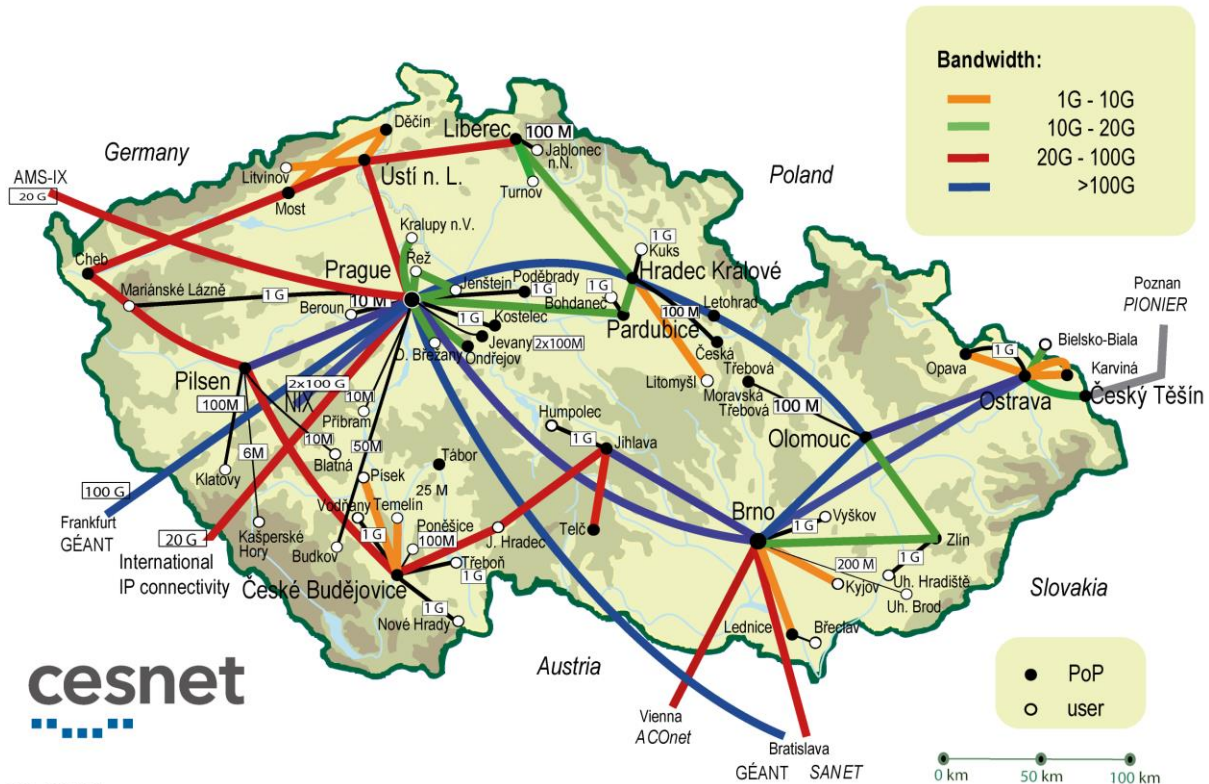 Bandwidth:
1G - 10G
10G - 20G
20G - 100G
>100G
Germany
Poland
Slovakia
Austria
AMS-IX
20 G
Děčín
Liberec
100 M
Jablonec
n.N.
Litvínov
Ústí n. L.
Turnov
Most
Kralupy n.V.
Řež
Cheb
Prague
Jenštejn
Poděbrady
1 G
1 G
Kuks
Hradec Králové
Mariánské Lázně
1 G
Beroun
10 M
1 G
Kostelec
1 G
Bohdaneč
Pardubice
100 M
Letohrad
Poznan
PIONIER
Jevany
2x100M
D. Břežany
Ondřejov
Česká
Třebová
Bielsko-Biala
Opava
1 G
Karviná
Ostrava
Český Těšín
Pilsen
2x100 G
NIX
100M
10M
Příbram
Litomyšl
Moravská
Třebová
100 M
Olomouc
Humpolec
1 G
Jihlava
6M
10M
Blatná
50M
Klatovy
Písek
Tábor
25 M
100 G
Frankfurt
GÉANT
Vodňany
Temelín
1 G
Poněšice
100M
J. Hradec
Telč
Brno
1 G
Vyškov
Zlín
20 G
International
IP connectivity
Kašperské
Hory
Budkov
Třeboň
1 G
České Budějovice
200 M
Kyjov
1 G
Uh. Hradiště
Uh. Brod
1 G
Nové Hrady
Lednice
Břeclav
cesnet
Vienna
ACOnet
Bratislava
GÉANT SANET
PoP
user
0 km 50 km 100 km